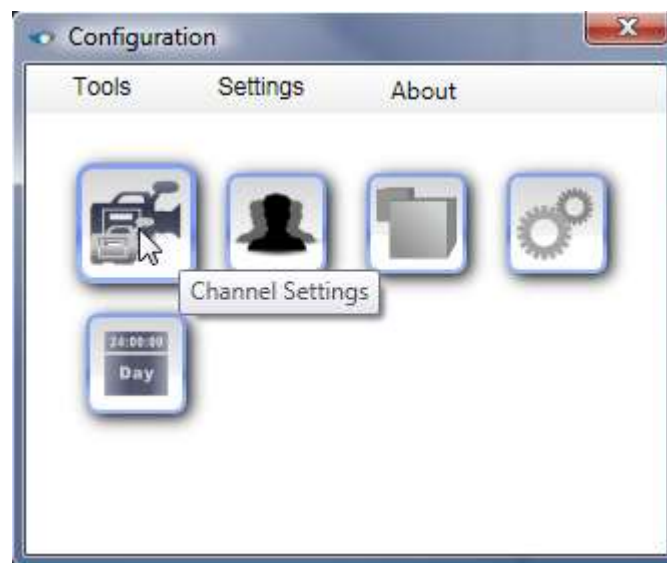 Configuration
Tools Settings About
Channel Settings
24:00:00
Day